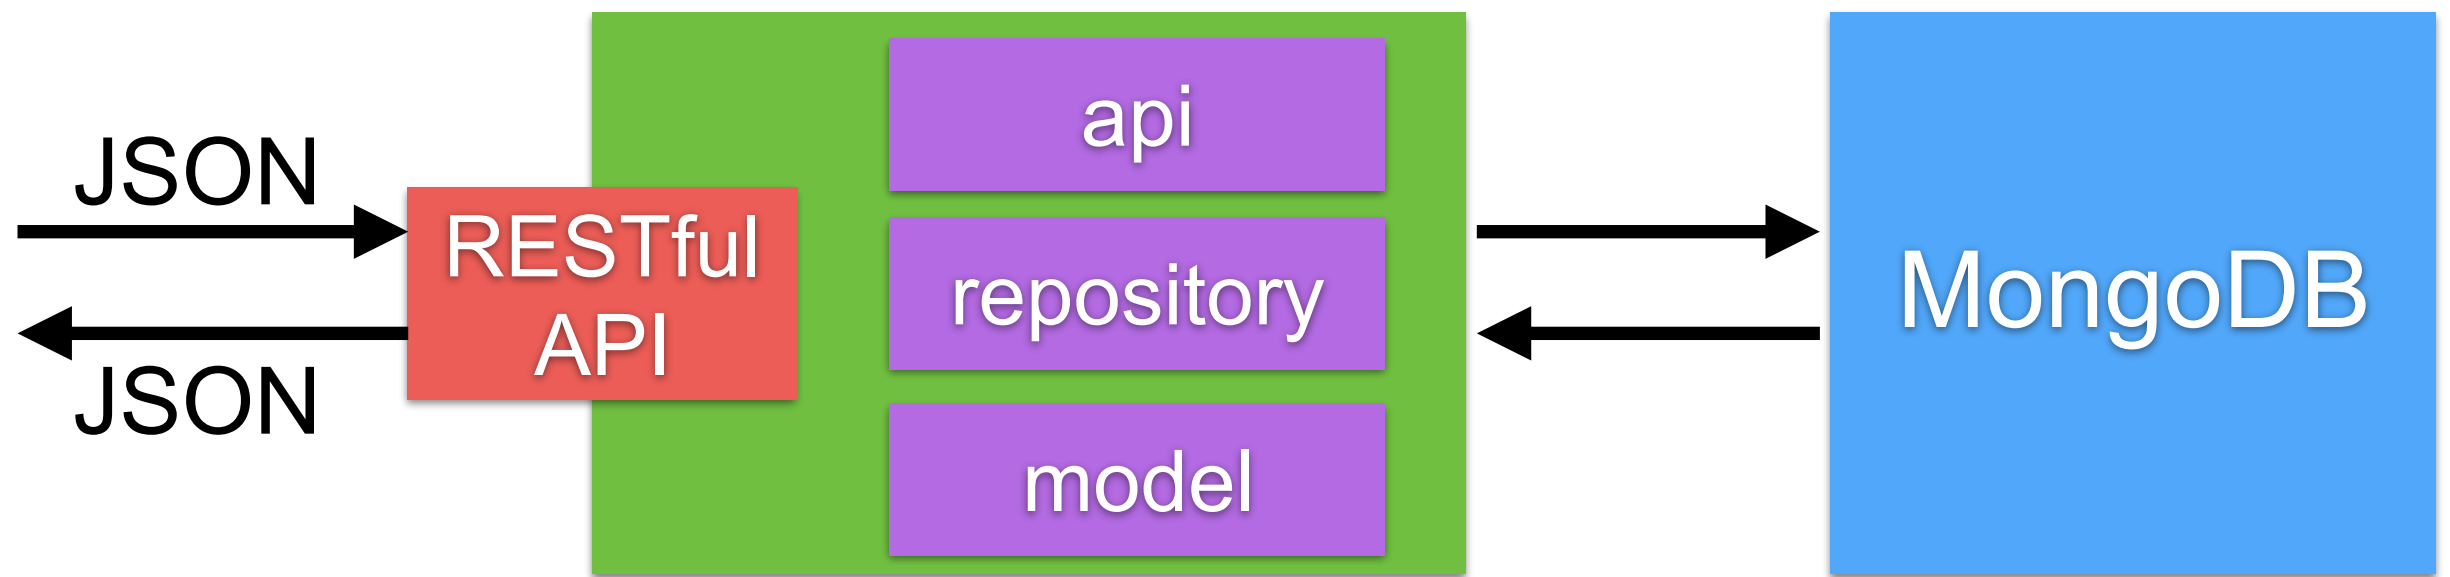 JSON
JSON
RESTful
API
api
repository
model
MongoDB